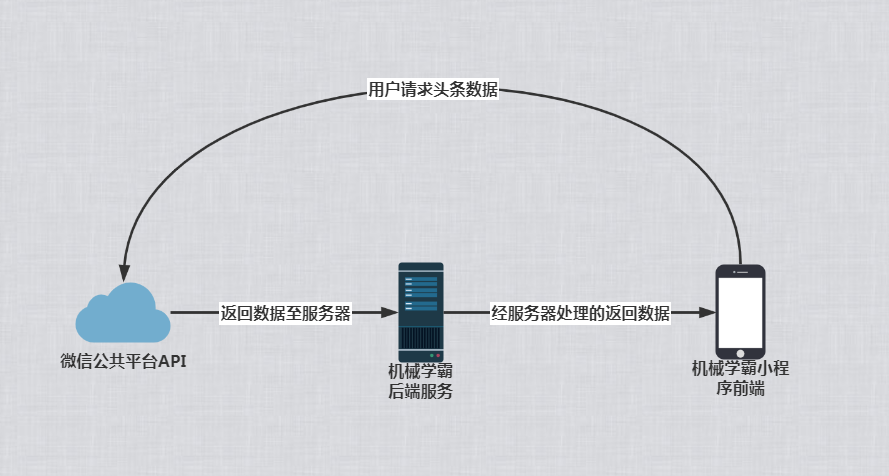 用户请求头条数据
返回数据至服务器
经服务器处理的返回数据
微信公共平台API
机械学霸
后端服务
机械学霸小程
序前端